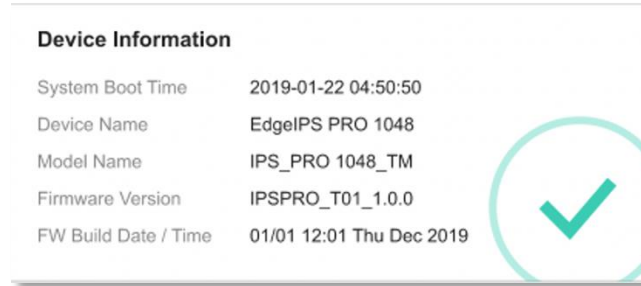 Device Information
System Boot Time 2019-01-22 04:50:50
Device Name EdgeIPS PRO 1048
Model Name IPS_PRO 1048_TM
Firmware Version IPSPRO_T01_1.0.0
FW Build Date / Time 01/01 12:01 Thu Dec 2019